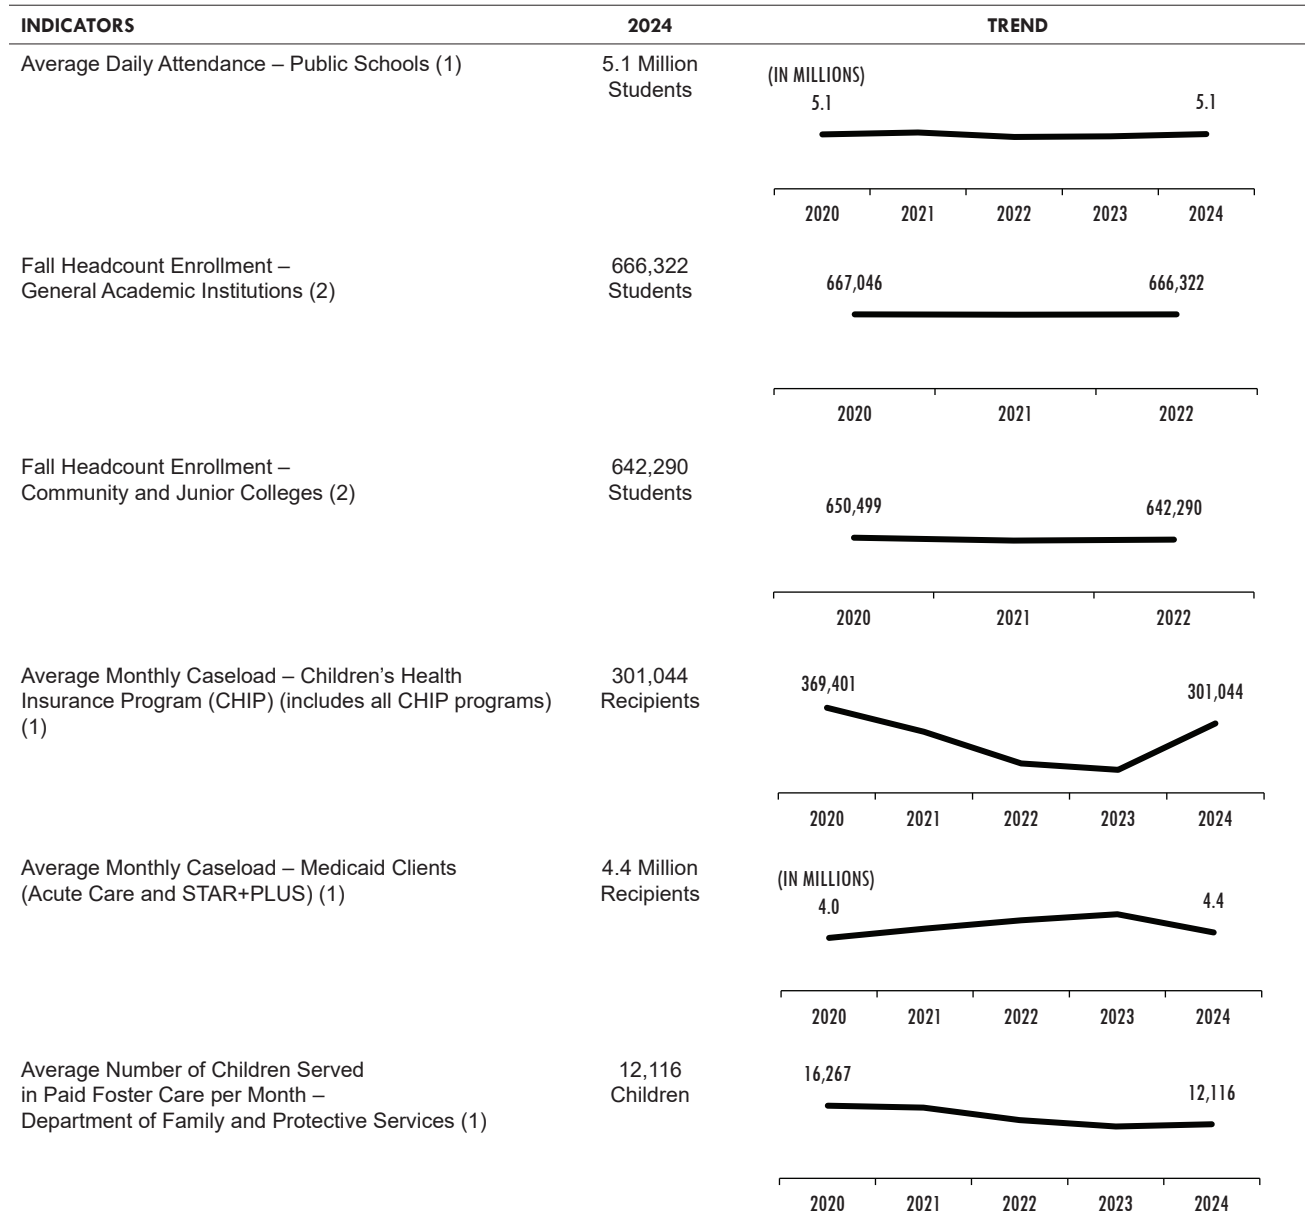 INDICATORS 2024 TREND
Average Daily Attendance – Public Schools (1)
5.1 Million
Students
(IN MILLIONS)
5.1 5.1
2020 2021 2022 2023 2024
Fall Headcount Enrollment –
General Academic Institutions (2)
666,322
Students
667,046 666,322
2020 2021 2022
Fall Headcount Enrollment –
Community and Junior Colleges (2)
642,290
Students
650,499 642,290
2020 2021 2022
Average Monthly Caseload – Children’s Health
Insurance Program (CHIP) (includes all CHIP programs)
(1)
301,044
Recipients
369,401 301,044
2020 2021 2022 2023 2024
Average Monthly Caseload – Medicaid Clients
(Acute Care and STAR+PLUS) (1)
4.4 Million
Recipients
(IN MILLIONS)
4.0 4.4
2020 2021 2022 2023 2024
Average Number of Children Served
in Paid Foster Care per Month –
Department of Family and Protective Services (1)
12,116
Children
16,267 12,116
2020 2021 2022 2023 2024